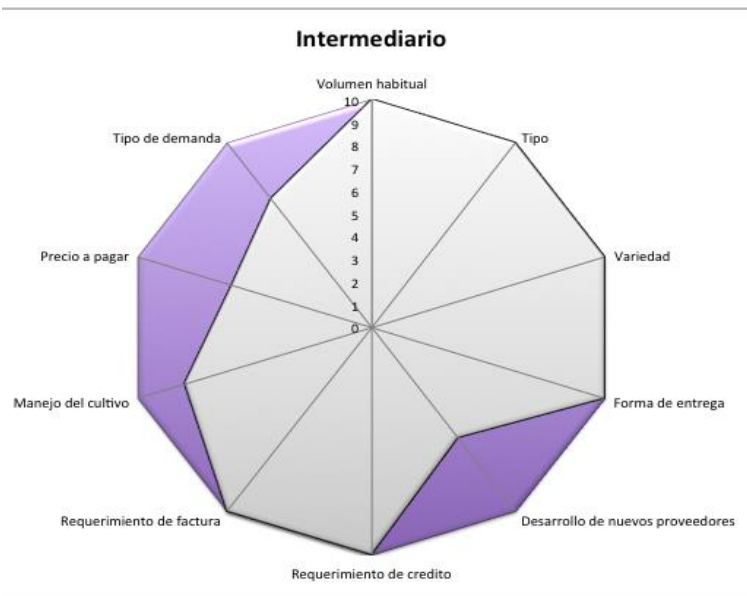 Intermediario
Volumen habitual
10
9
8
7
6
5
4
3
2
1
0
Tipo
Variedad
Forma de entrega
Desarrollo de nuevos proveedores
Requerimiento de credito
Requerimiento de factura
Manejo del cultivo
Precio a pagar
Tipo de demanda